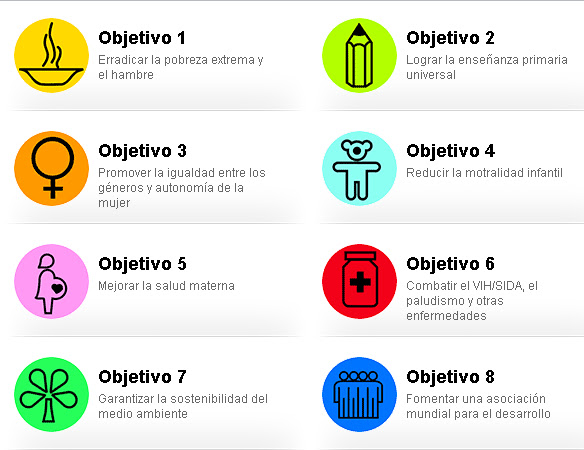 Objetivo 1
Erradicar la pobreza extrema y
el hambre
Objetivo 2
Lograr la enseñanza primaria
universal
Objetivo 3
Promover la igualdad entre los
géneros y autonomía de la
mujer
Objetivo 4
Reducir la motralidad infantil
Objetivo 5
Mejorar la salud materna
Objetivo 6
Combatir el VIH/SIDA, el
paludismo y otras
enfermedades
Objetivo 7
Garantizar la sostenibilidad del
medio ambiente
Objetivo 8
Fomentar una asociación
mundial para el desarrollo